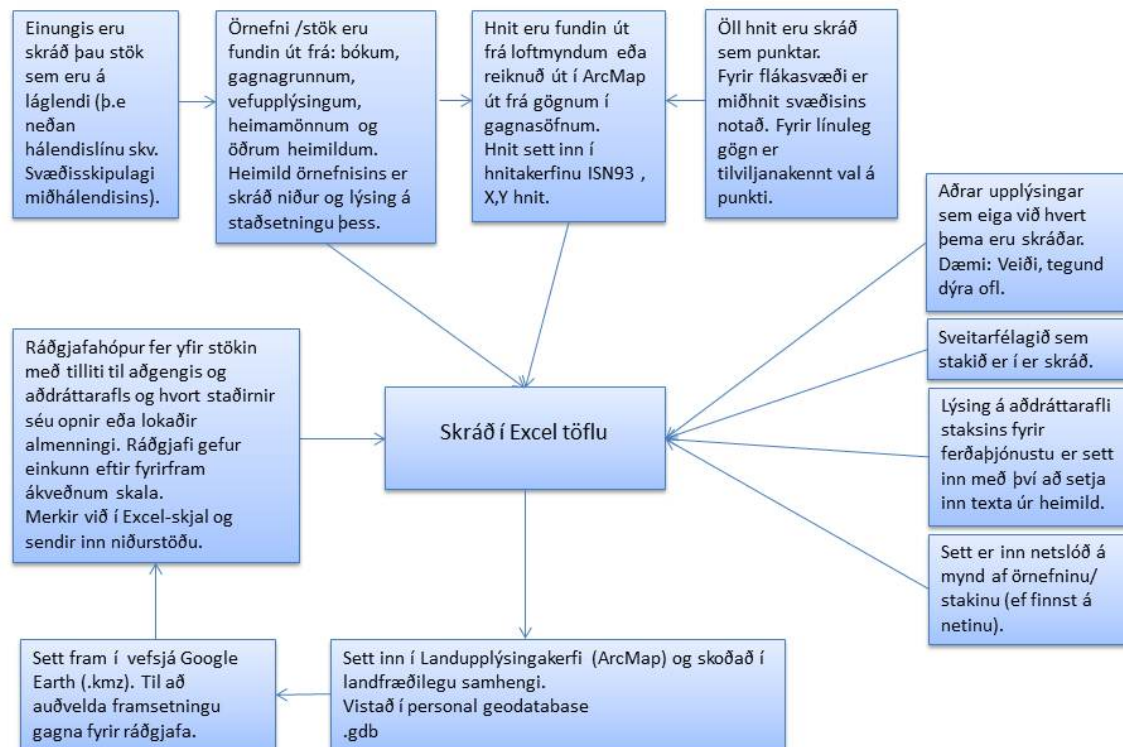 Einungis eru
skráð þau stök
sem eru á
láglendi (þ.e
neðan
hálendislínu skv.
Svæðisskipulagi
miðhálendisins).
Örnefni /stök eru
fundin út frá: bókum,
gagnagrunnum,
vefupplýsingum,
heimamönnum og
öðrum heimildum.
Heimild örnefnisins er
skráð niður og lýsing á
staðsetningu þess.
Hnit eru fundin út
frá loftmyndum eða
reiknuð út í ArcMap
út frá gögnum í
gagnasöfnum.
Hnit sett inn í
hnitakerfinu ISN93 ,
X,Y hnit.
Öll hnit eru skráð
sem punktar.
Fyrir flákasvæði er
miðhnit svæðisins
notað. Fyrir línuleg
gögn er
tilviljanakennt val á
punkti.
Aðrar upplýsingar
sem eiga við hvert
þema eru skráðar.
Dæmi: Veiði, tegund
dýra ofl.
Sveitarfélagið sem
stakið er í er skráð.
Lýsing á aðdráttarafli
staksins fyrir
ferðaþjónustu er sett
inn með því að setja
inn texta úr heimild.
Sett er inn netslóð á
mynd af örnefninu/
stakinu (ef finnst á
netinu).
Ráðgjafahópur fer yfir stökin
með tilliti til aðgengis og
aðdráttarafls og hvort staðirnir
séu opnir eða lokaðir
almenningi. Ráðgjafi gefur
einkunn eftir fyrirfram
ákveðnum skala.
Merkir við í Excel-skjal og
sendir inn niðurstöðu.
Skráð í Excel töflu
Sett fram í vefsjá Google
Earth (.kmz). Til að
auðvelda framsetningu
gagna fyrir ráðgjafa.
Sett inn í Landupplýsingakerfi (ArcMap) og skoðað í
landfræðilegu samhengi.
Vistað í personal geodatabase
.gdb